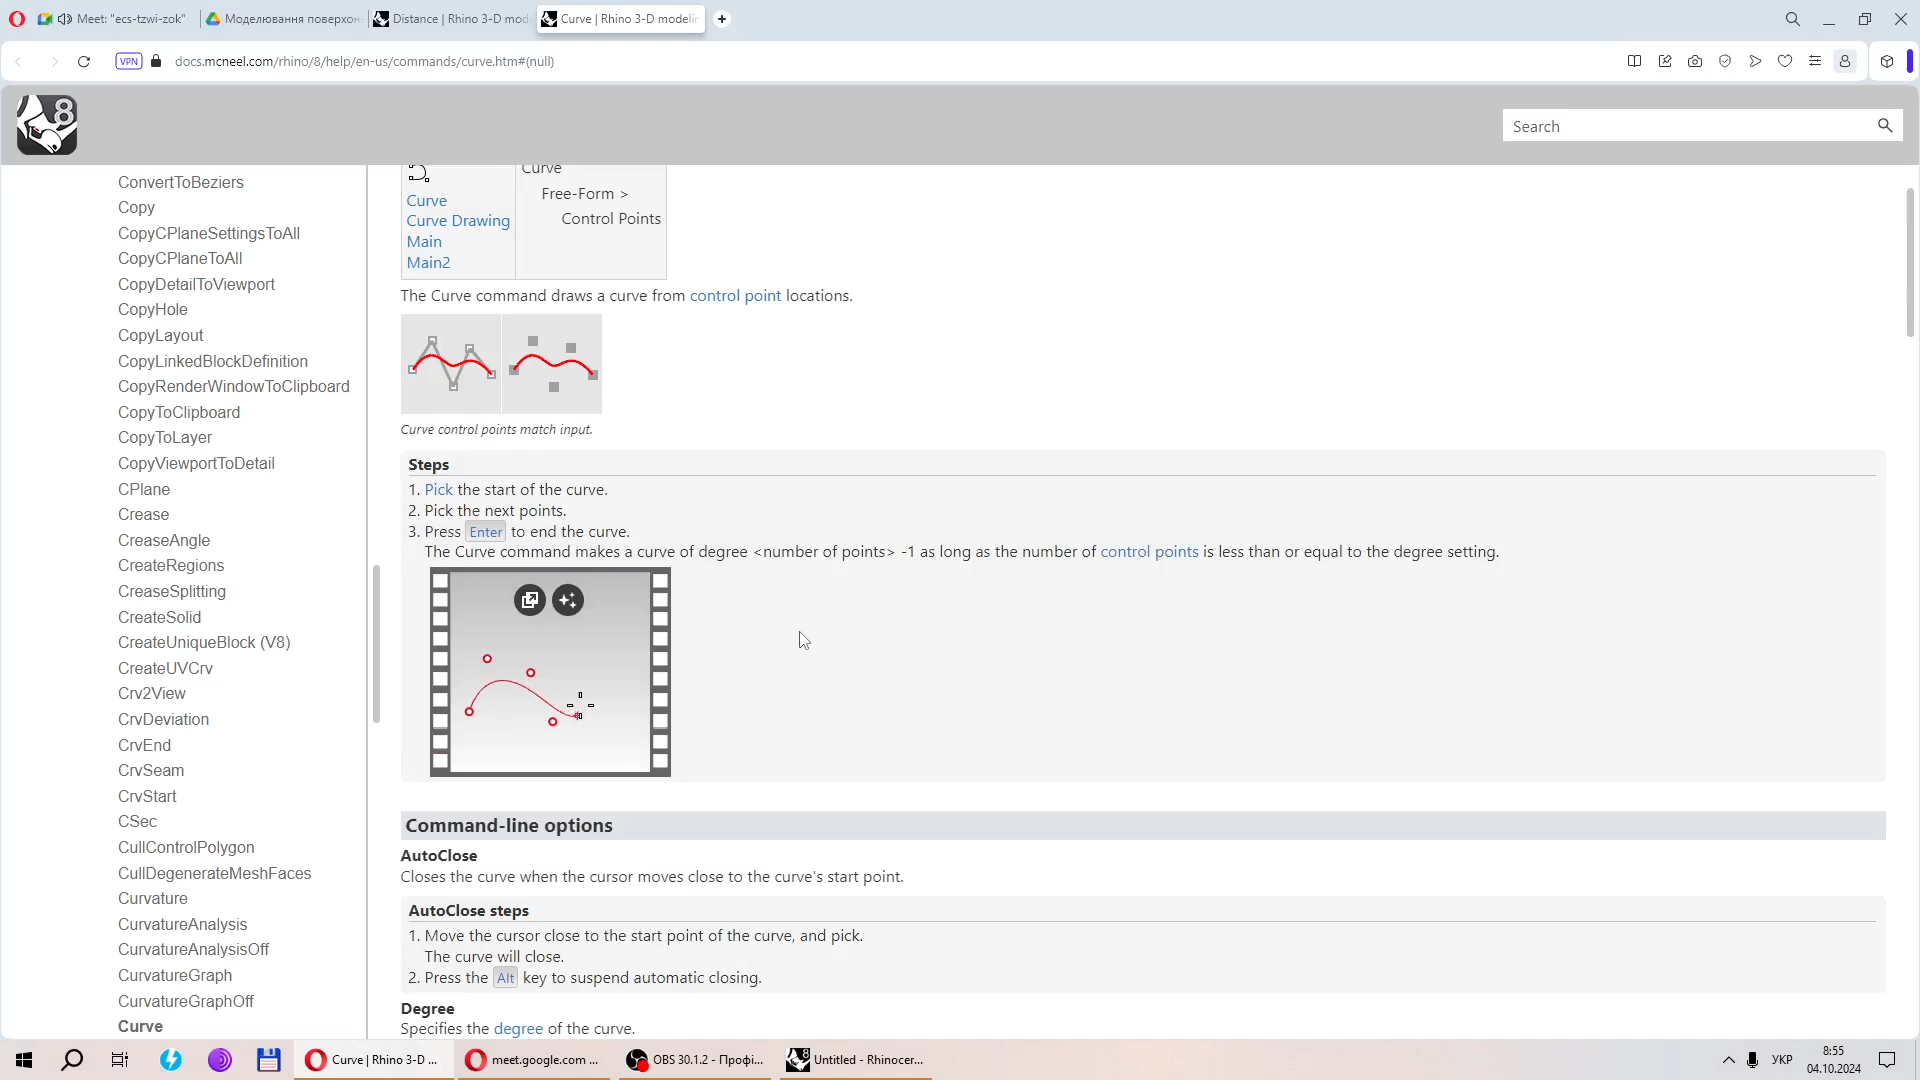 Meet: "ecs-tzwi-zok"
Моделювання поверхон
Distance | Rhino 3-D mod
Curve | Rhino 3-D modelin
VPN
docs.mcneel.com/rhino/8/help/en-us/commands/curve.htm#(null)
8
Search
ConvertToBeziers
Copy
CopyCPlaneSettingsToAll
CopyCPlaneToAll
CopyDetailToViewport
CopyHole
CopyLayout
CopyLinkedBlockDefinition
CopyRenderWindowToClipboard
CopyToClipboard
CopyToLayer
CopyViewportToDetail
CPlane
Crease
CreaseAngle
CreateRegions
CreaseSplitting
CreateSolid
CreateUniqueBlock (V8)
CreateUVCrv
Crv2View
CrvDeviation
CrvEnd
CrvSeam
CrvStart
CSec
CullControlPolygon
CullDegenerateMeshFaces
Curvature
CurvatureAnalysis
CurvatureAnalysisOff
CurvatureGraph
CurvatureGraphOff
Curve
Curve
Curve Drawing
Main
Main2
Curve
Free-Form >
Control Points
The Curve command draws a curve from control point locations.
Curve control points match input.
Steps
1. Pick the start of the curve.
2. Pick the next points.
3. Press Enter to end the curve.
The Curve command makes a curve of degree <number of points> -1 as long as the number of control points is less than or equal to the degree setting.
Command-line options
AutoClose
Closes the curve when the cursor moves close to the curve's start point.
AutoClose steps
1. Move the cursor close to the start point of the curve, and pick.
The curve will close.
2. Press the Alt key to suspend automatic closing.
Degree
Specifies the degree of the curve.
Curve | Rhino 3-D ...
meet.google.com ...
OBS 30.1.2 - Профі...
Untitled - Rhinocer...
УКР
8:55
04.10.2024